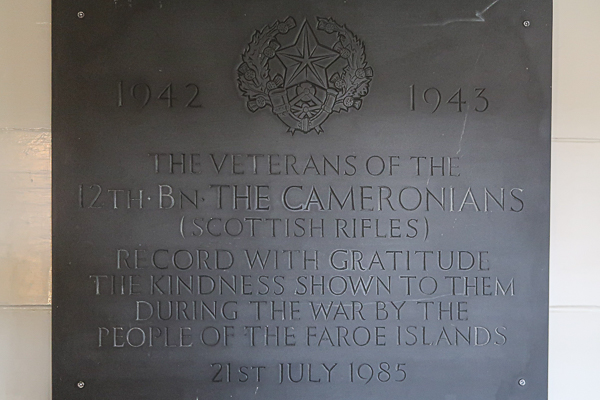 1942 1943
THE VETERANS OF THE
12TH·BN·THE CAMERONIANS
(SCOTTISH RIFLES)
RECORD WITH GRATITUDE
THE KINDNESS SHOWN TO THEM
DURING THE WAR BY THE
PEOPLE OF THE FAROE ISLANDS
21ST JULY 1985